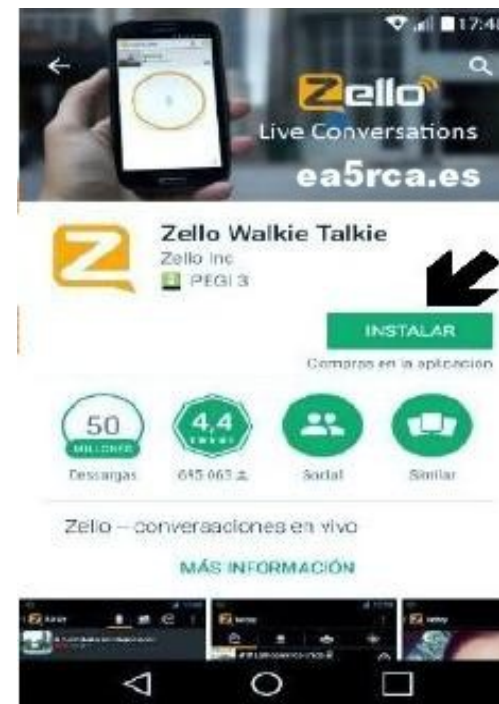 17:40
Zello
Live Conversations
ea5rca.es
Zello Walkie Talkie
Zello Inc
PEGI 3
INSTALAR
Compras en la aplicación
50
MILLONES
4,4
Descargas
Social
Similar
Zello – conversaciones en vivo
MÁS INFORMACIÓN